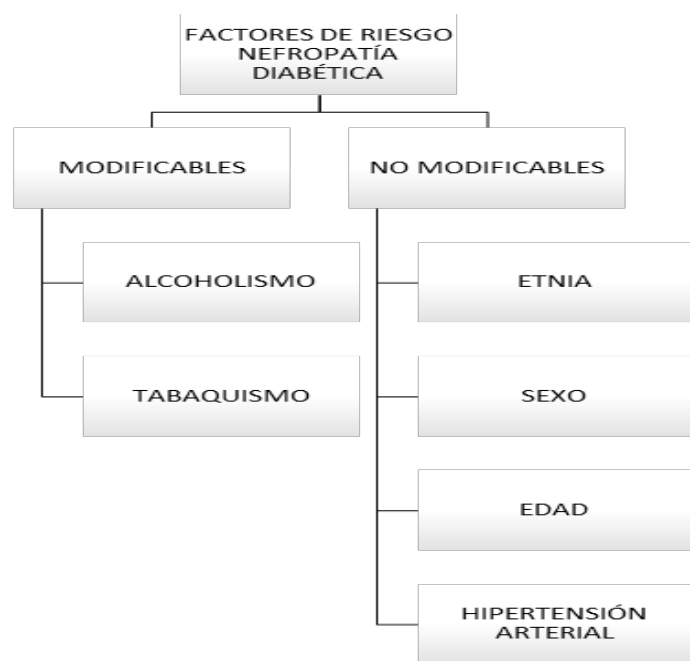 FACTORES DE RIESGO
NEFROPATÍA
DIABÉTICA
MODIFICABLES
NO MODIFICABLES
ALCOHOLISMO
ETNIA
TABAQUISMO
SEXO
EDAD
HIPERTENSIÓN
ARTERIAL